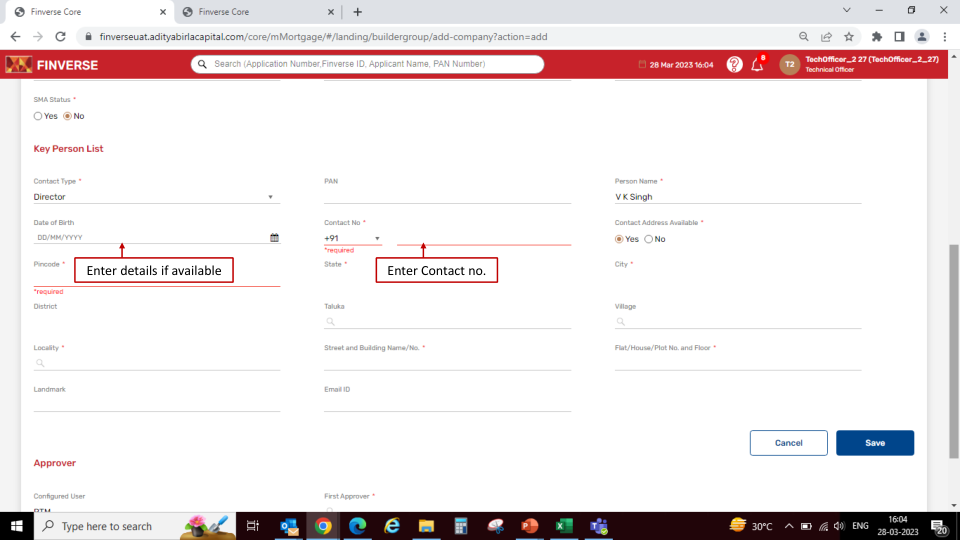 Finverse Core
Finverse Core
finverseuat.adityabirlacapital.com/core/mMortgage/#/landing/buildergroup/add-company?action=add
FINVERSE
Search (Application Number,Finverse ID, Applicant Name, PAN Number)
28 Mar 2023 16:04
8
T2
TechOfficer_2 27 (TechOfficer_2_27)
Technical Officer
SMA Status *
Yes No
Key Person List
Contact Type * PAN Person Name *
Director V K Singh
Date of Birth Contact No * Contact Address Available *
DD/MM/YYYY +91 Yes No
*required
Pincode * State * City *
Enter details if available Enter Contact no.
*required
District Taluka Village
Locality * Street and Building Name/No. * Flat/House/Plot No. and Floor *
Landmark Email ID
Cancel Save
Approver
Configured User First Approver *
Type here to search
30°C
ENG
16:04
28-03-2023
20